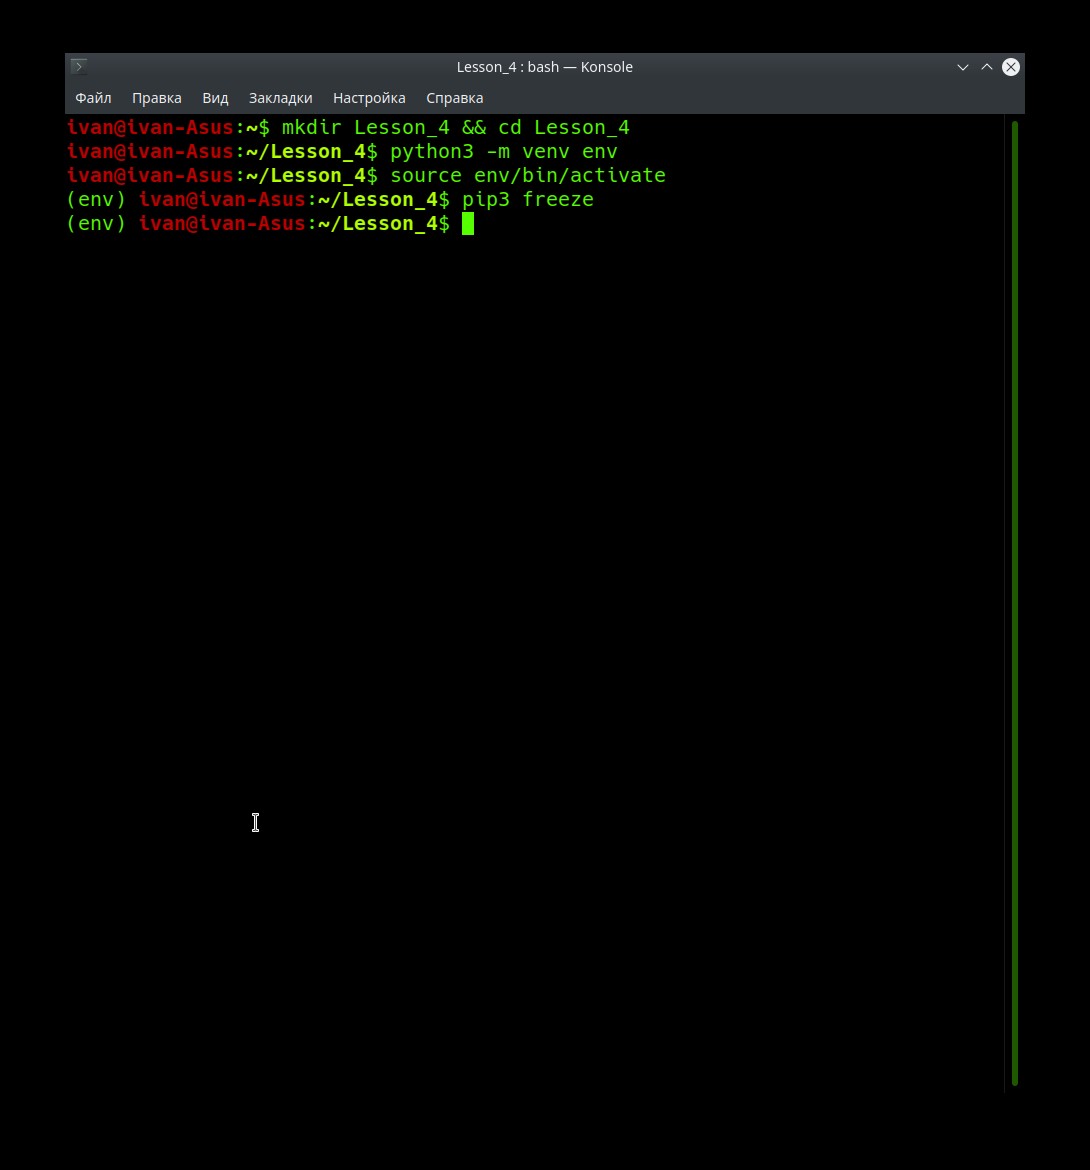 Lesson_4 : bash — Konsole
Файл Правка Вид Закладки Настройка Справка
ivan@ivan-Asus:~$ mkdir Lesson_4 && cd Lesson_4
ivan@ivan-Asus:~/Lesson_4$ python3 -m venv env
ivan@ivan-Asus:~/Lesson_4$ source env/bin/activate
(env) ivan@ivan-Asus:~/Lesson_4$ pip3 freeze
(env) ivan@ivan-Asus:~/Lesson_4$